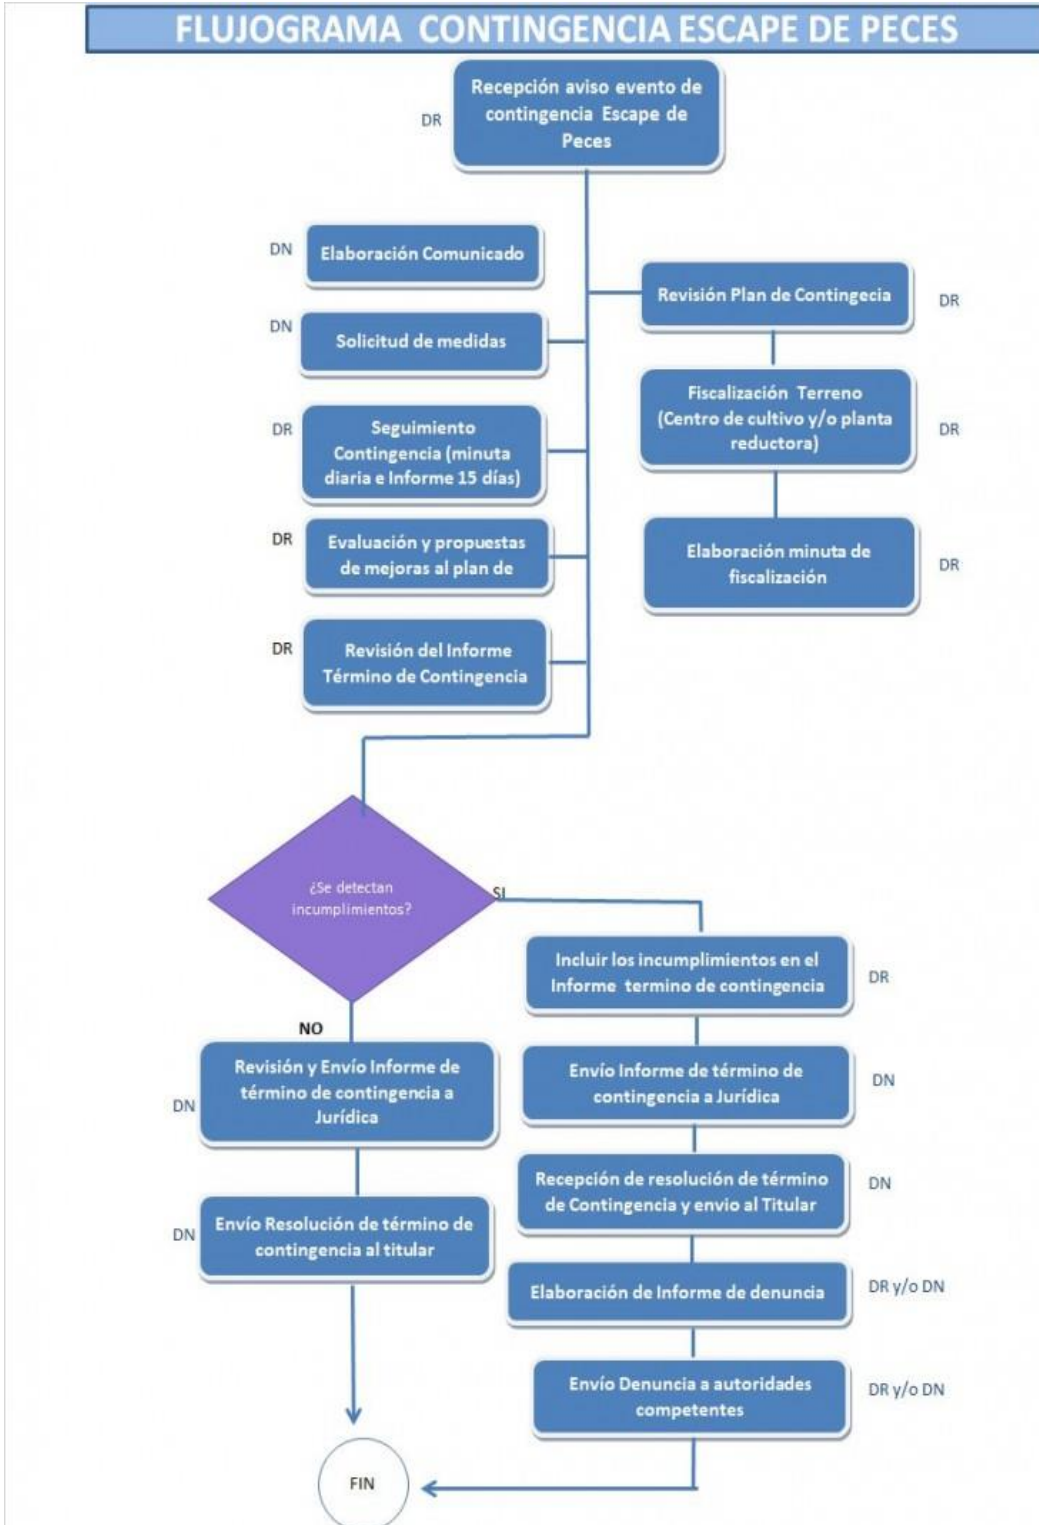 FLUJOGRAMA CONTINGENCIA ESCAPE DE PECES
Recepción aviso evento de
contingencia Escape de
Peces
DR
DN
Elaboración Comunicado
Revisión Plan de Contingecia
DR
DN
Solicitud de medidas
Fiscalización Terreno
(Centro de cultivo y/o planta
reductora)
DR
DR
Seguimiento
Contingencia (minuta
diaria e Informe 15 días)
DR
Evaluación y propuestas
de mejoras al plan de
Elaboración minuta de
fiscalización
DR
DR
Revisión del Informe
Término de Contingencia
¿Se detectan
incumplimientos?
SI
Incluir los incumplimientos en el
Informe termino de contingencia
DR
NO
Revisión y Envío Informe de
término de contingencia a
Jurídica
DN
Envío Informe de término de
contingencia a Jurídica
DN
Recepción de resolución de término
de Contingencia y envio al Titular
DN
DN
Envío Resolución de término de
contingencia al titular
Elaboración de Informe de denuncia
DR y/o DN
Envío Denuncia a autoridades
competentes
DR y/o DN
FIN